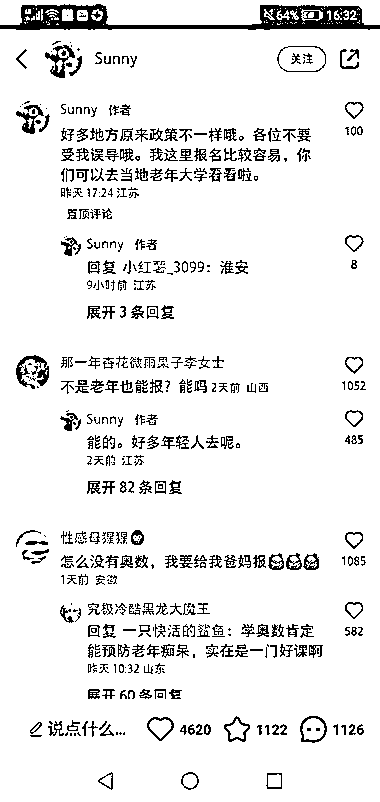 64% 16:32
Sunny
关注
Sunny 作者
好多地方原来政策不一样哦。各位不要
受我误导哦。我这里报名比较容易，你
们可以去当地老年大学看看啦。
100
昨天 17:24 江苏
置顶评论
Sunny 作者
回复 小红薯_3099：淮安
8
9小时前 江苏
展开 3 条回复
那一年杏花微雨果子李女士
不是老年也能报？能吗 2天前 山西
1052
Sunny 作者
能的。好多年轻人去呢。
485
2天前 江苏
展开 82 条回复
性感母猩猩
怎么没有奥数，我要给我爸妈报
1085
1天前 安徽
究极冷酷黑龙大魔王
回复 一只快活的鲨鱼：学奥数肯定
能预防老年痴呆，实在是一门好课啊
582
昨天 10:32 山东
展开 60 条回复
说点什么... 4620 1122 1126